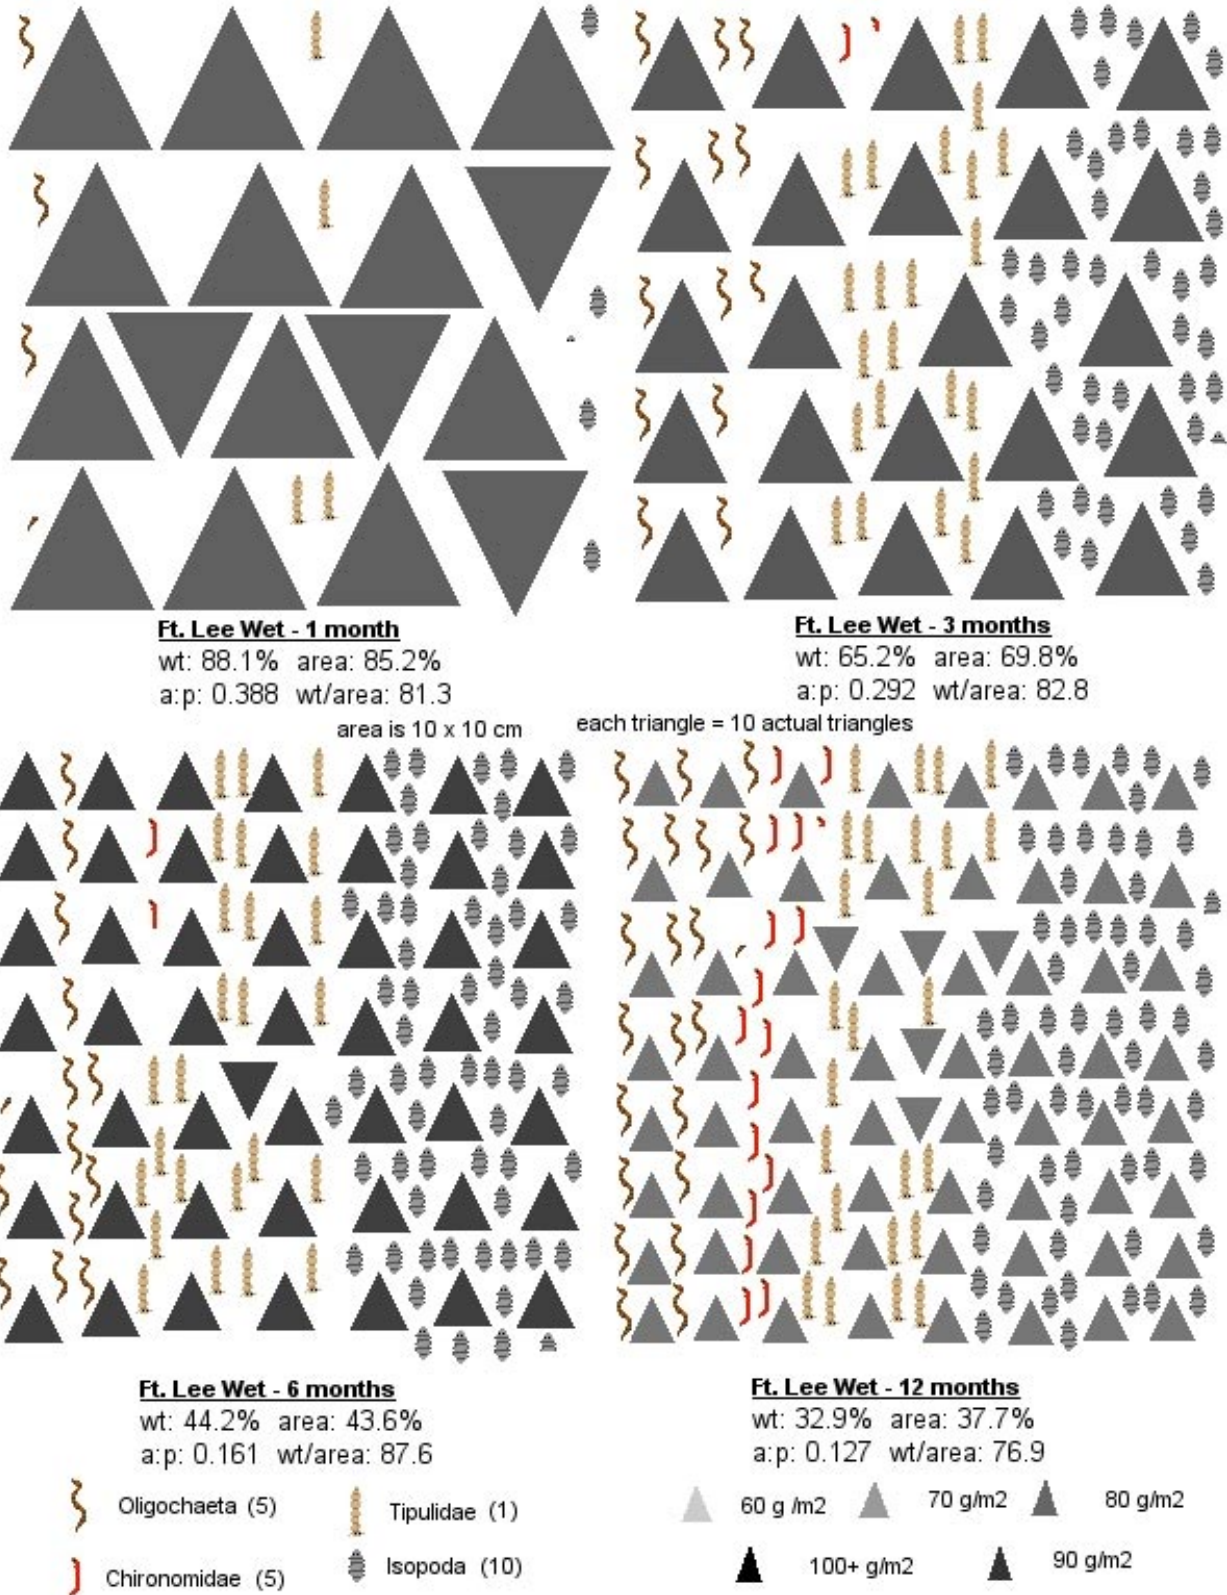 Ft. Lee Wet - 1 month
wt: 88.1% area: 85.2%
a:p: 0.388 wt/area: 81.3
Ft. Lee Wet - 3 months
wt: 65.2% area: 69.8%
a:p: 0.292 wt/area: 82.8
area is 10 x 10 cm
each triangle = 10 actual triangles
Ft. Lee Wet - 6 months
wt: 44.2% area: 43.6%
a:p: 0.161 wt/area: 87.6
Ft. Lee Wet - 12 months
wt: 32.9% area: 37.7%
a:p: 0.127 wt/area: 76.9
Oligochaeta (5)
Tipulidae (1)
Chironomidae (5)
Isopoda (10)
60 g /m2
70 g/m2
80 g/m2
100+ g/m2
90 g/m2